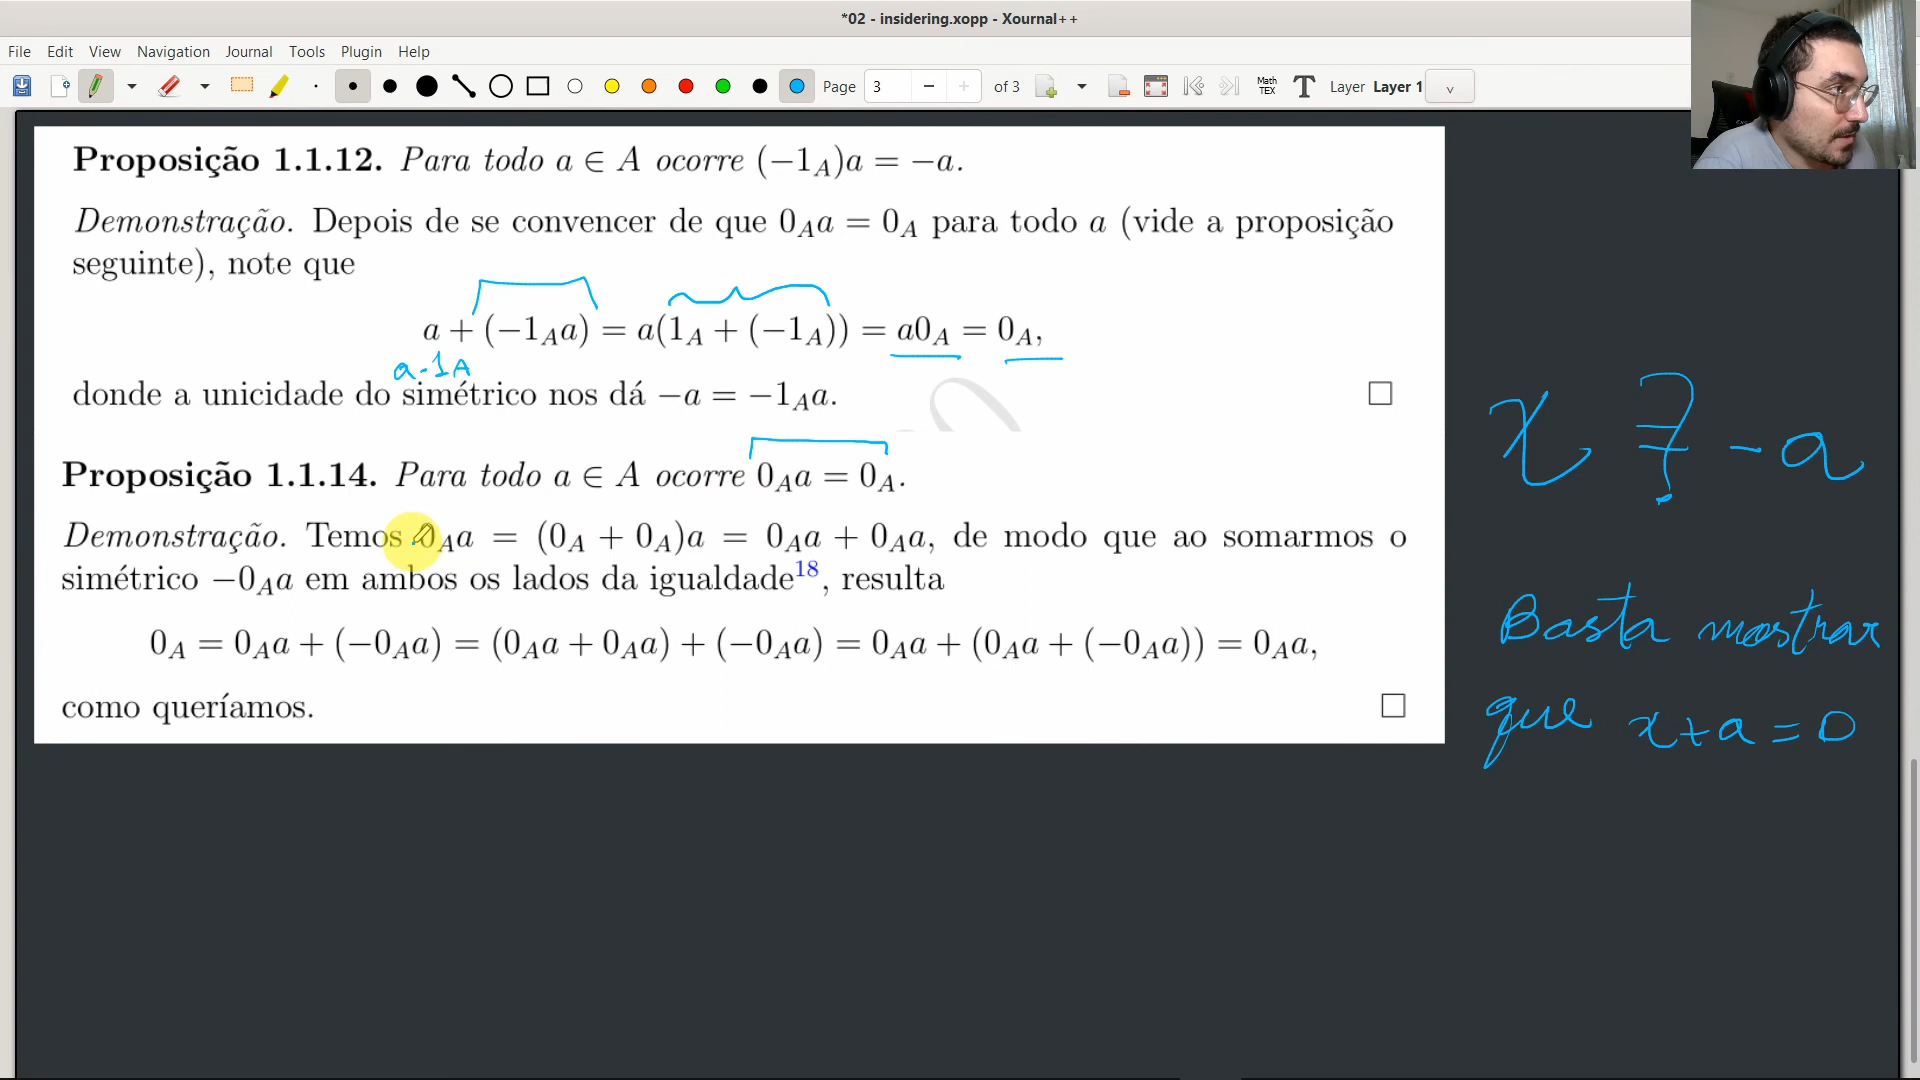 *02 - insidering.xopp - Xournal++
File Edit View Navigation Journal Tools Plugin Help
Page 3 of 3 Math TEX T Layer Layer 1
Proposição 1.1.12. Para todo a ∈ A ocorre (−1_A)a = −a.
Demonstração. Depois de se convencer de que 0_A a = 0_A para todo a (vide a proposição
seguinte), note que
a + (−1_A a) = a(1_A + (−1_A)) = a0_A = 0_A,
a·1A
donde a unicidade do simétrico nos dá −a = −1_A a.
x =? −a
Proposição 1.1.14. Para todo a ∈ A ocorre 0_A a = 0_A.
Demonstração. Temos 0_A a = (0_A + 0_A)a = 0_A a + 0_A a, de modo que ao somarmos o
simétrico −0_A a em ambos os lados da igualdade18, resulta
0_A = 0_A a + (−0_A a) = (0_A a + 0_A a) + (−0_A a) = 0_A a + (0_A a + (−0_A a)) = 0_A a,
como queríamos.
Basta mostrar
que x+a=0